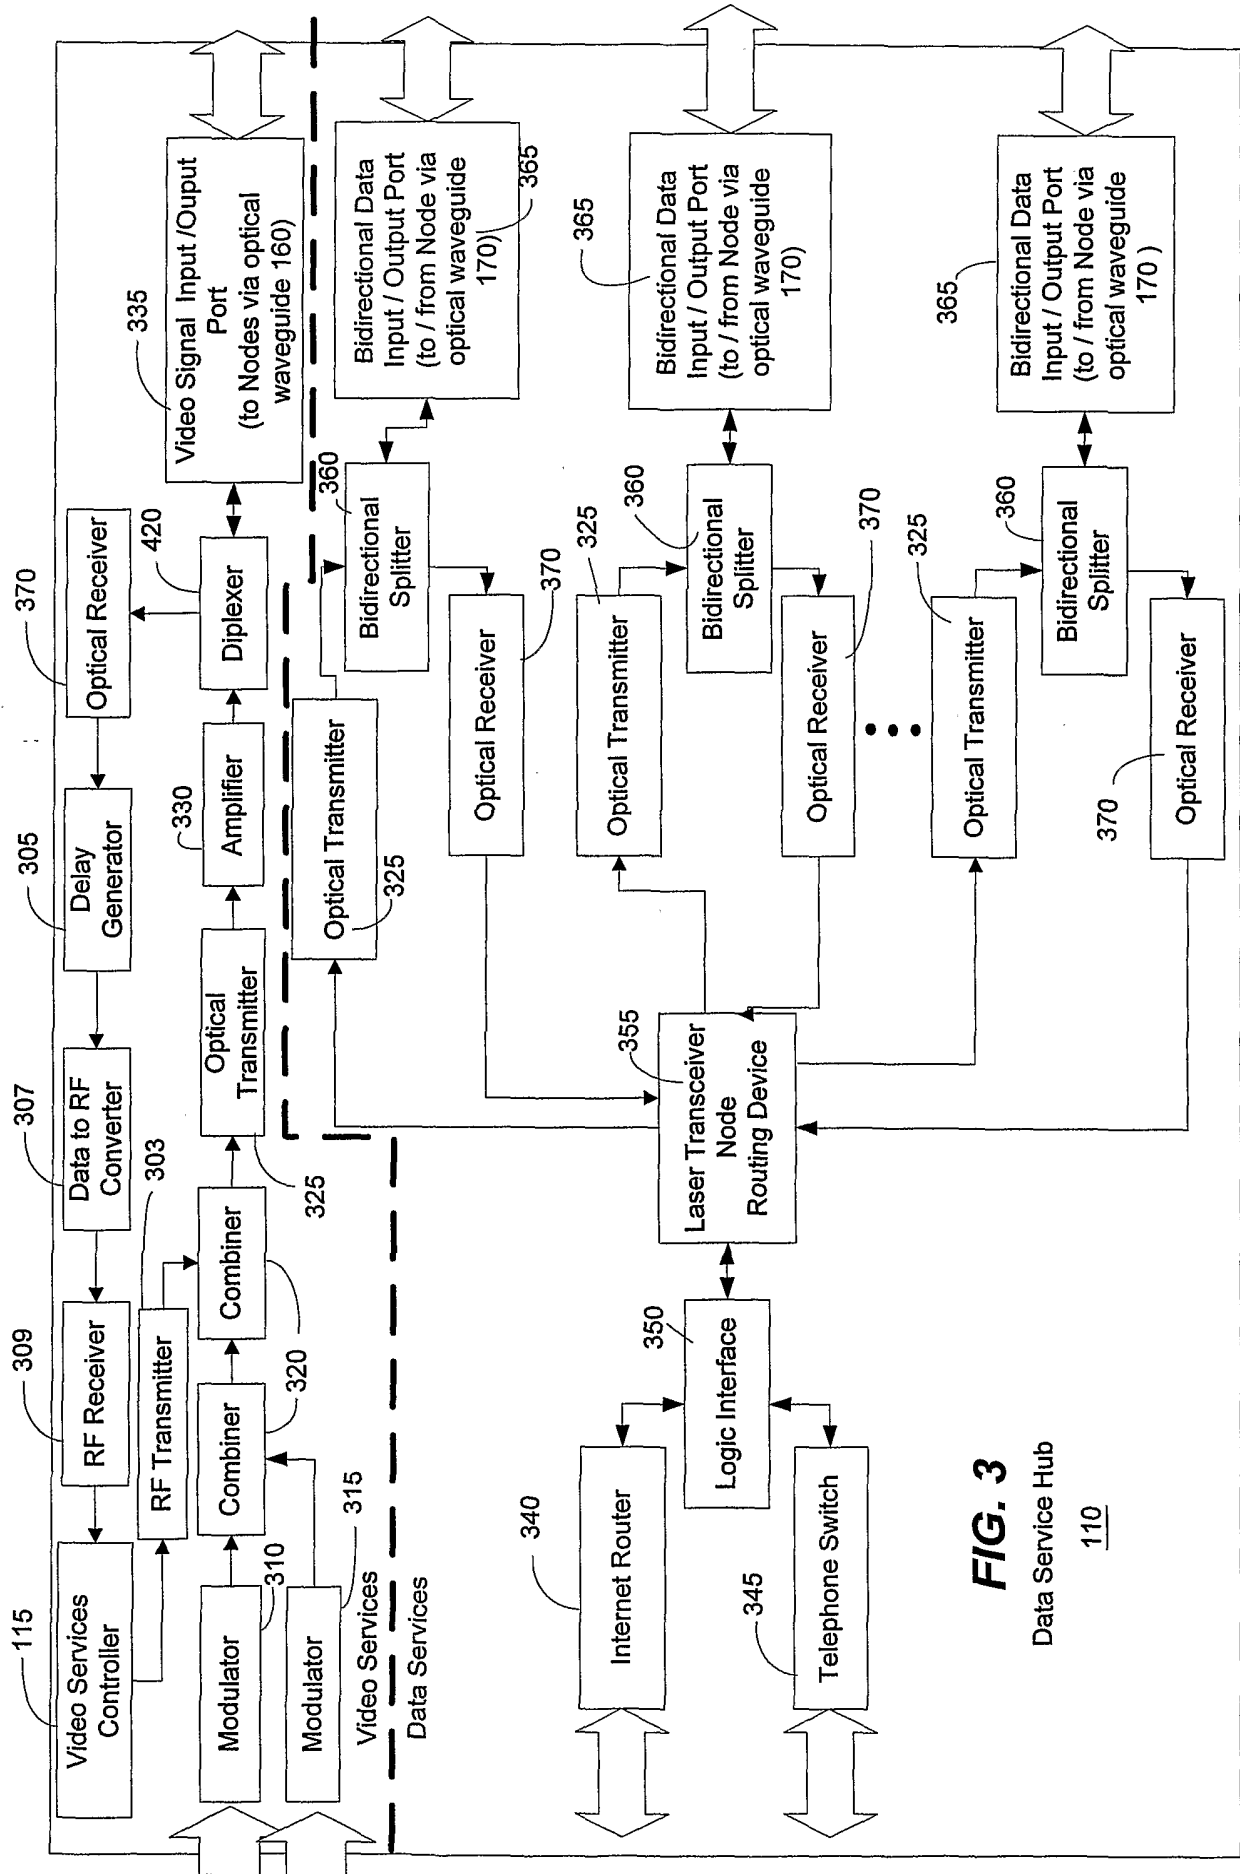 115
Video Services
Controller
309
RF Receiver
307
Data to RF
Converter
305
Delay
Generator
370
Optical Receiver
RF Transmitter
303
Modulator
310
Modulator
315
Combiner
320
Combiner
Optical
Transmitter
325
330
Amplifier
420
Diplexer
335
Video Signal Input /Ouput
Port
(to Nodes via optical
waveguide 160)
Video Services
Data Services
Optical Transmitter
325
360
Bidirectional
Splitter
Bidirectional Data
Input / Output Port
(to / from Node via
optical waveguide
170)
365
Optical Receiver
370
340
Internet Router
345
Telephone Switch
350
Logic Interface
355
Laser Transceiver
Node
Routing Device
325
Optical Transmitter
360
Bidirectional
Splitter
365
Bidirectional Data
Input / Output Port
(to / from Node via
optical waveguide
170)
Optical Receiver
370
325
Optical Transmitter
360
Bidirectional
Splitter
365
Bidirectional Data
Input / Output Port
(to / from Node via
optical waveguide
170 )
370
Optical Receiver
FIG. 3
Data Service Hub
110